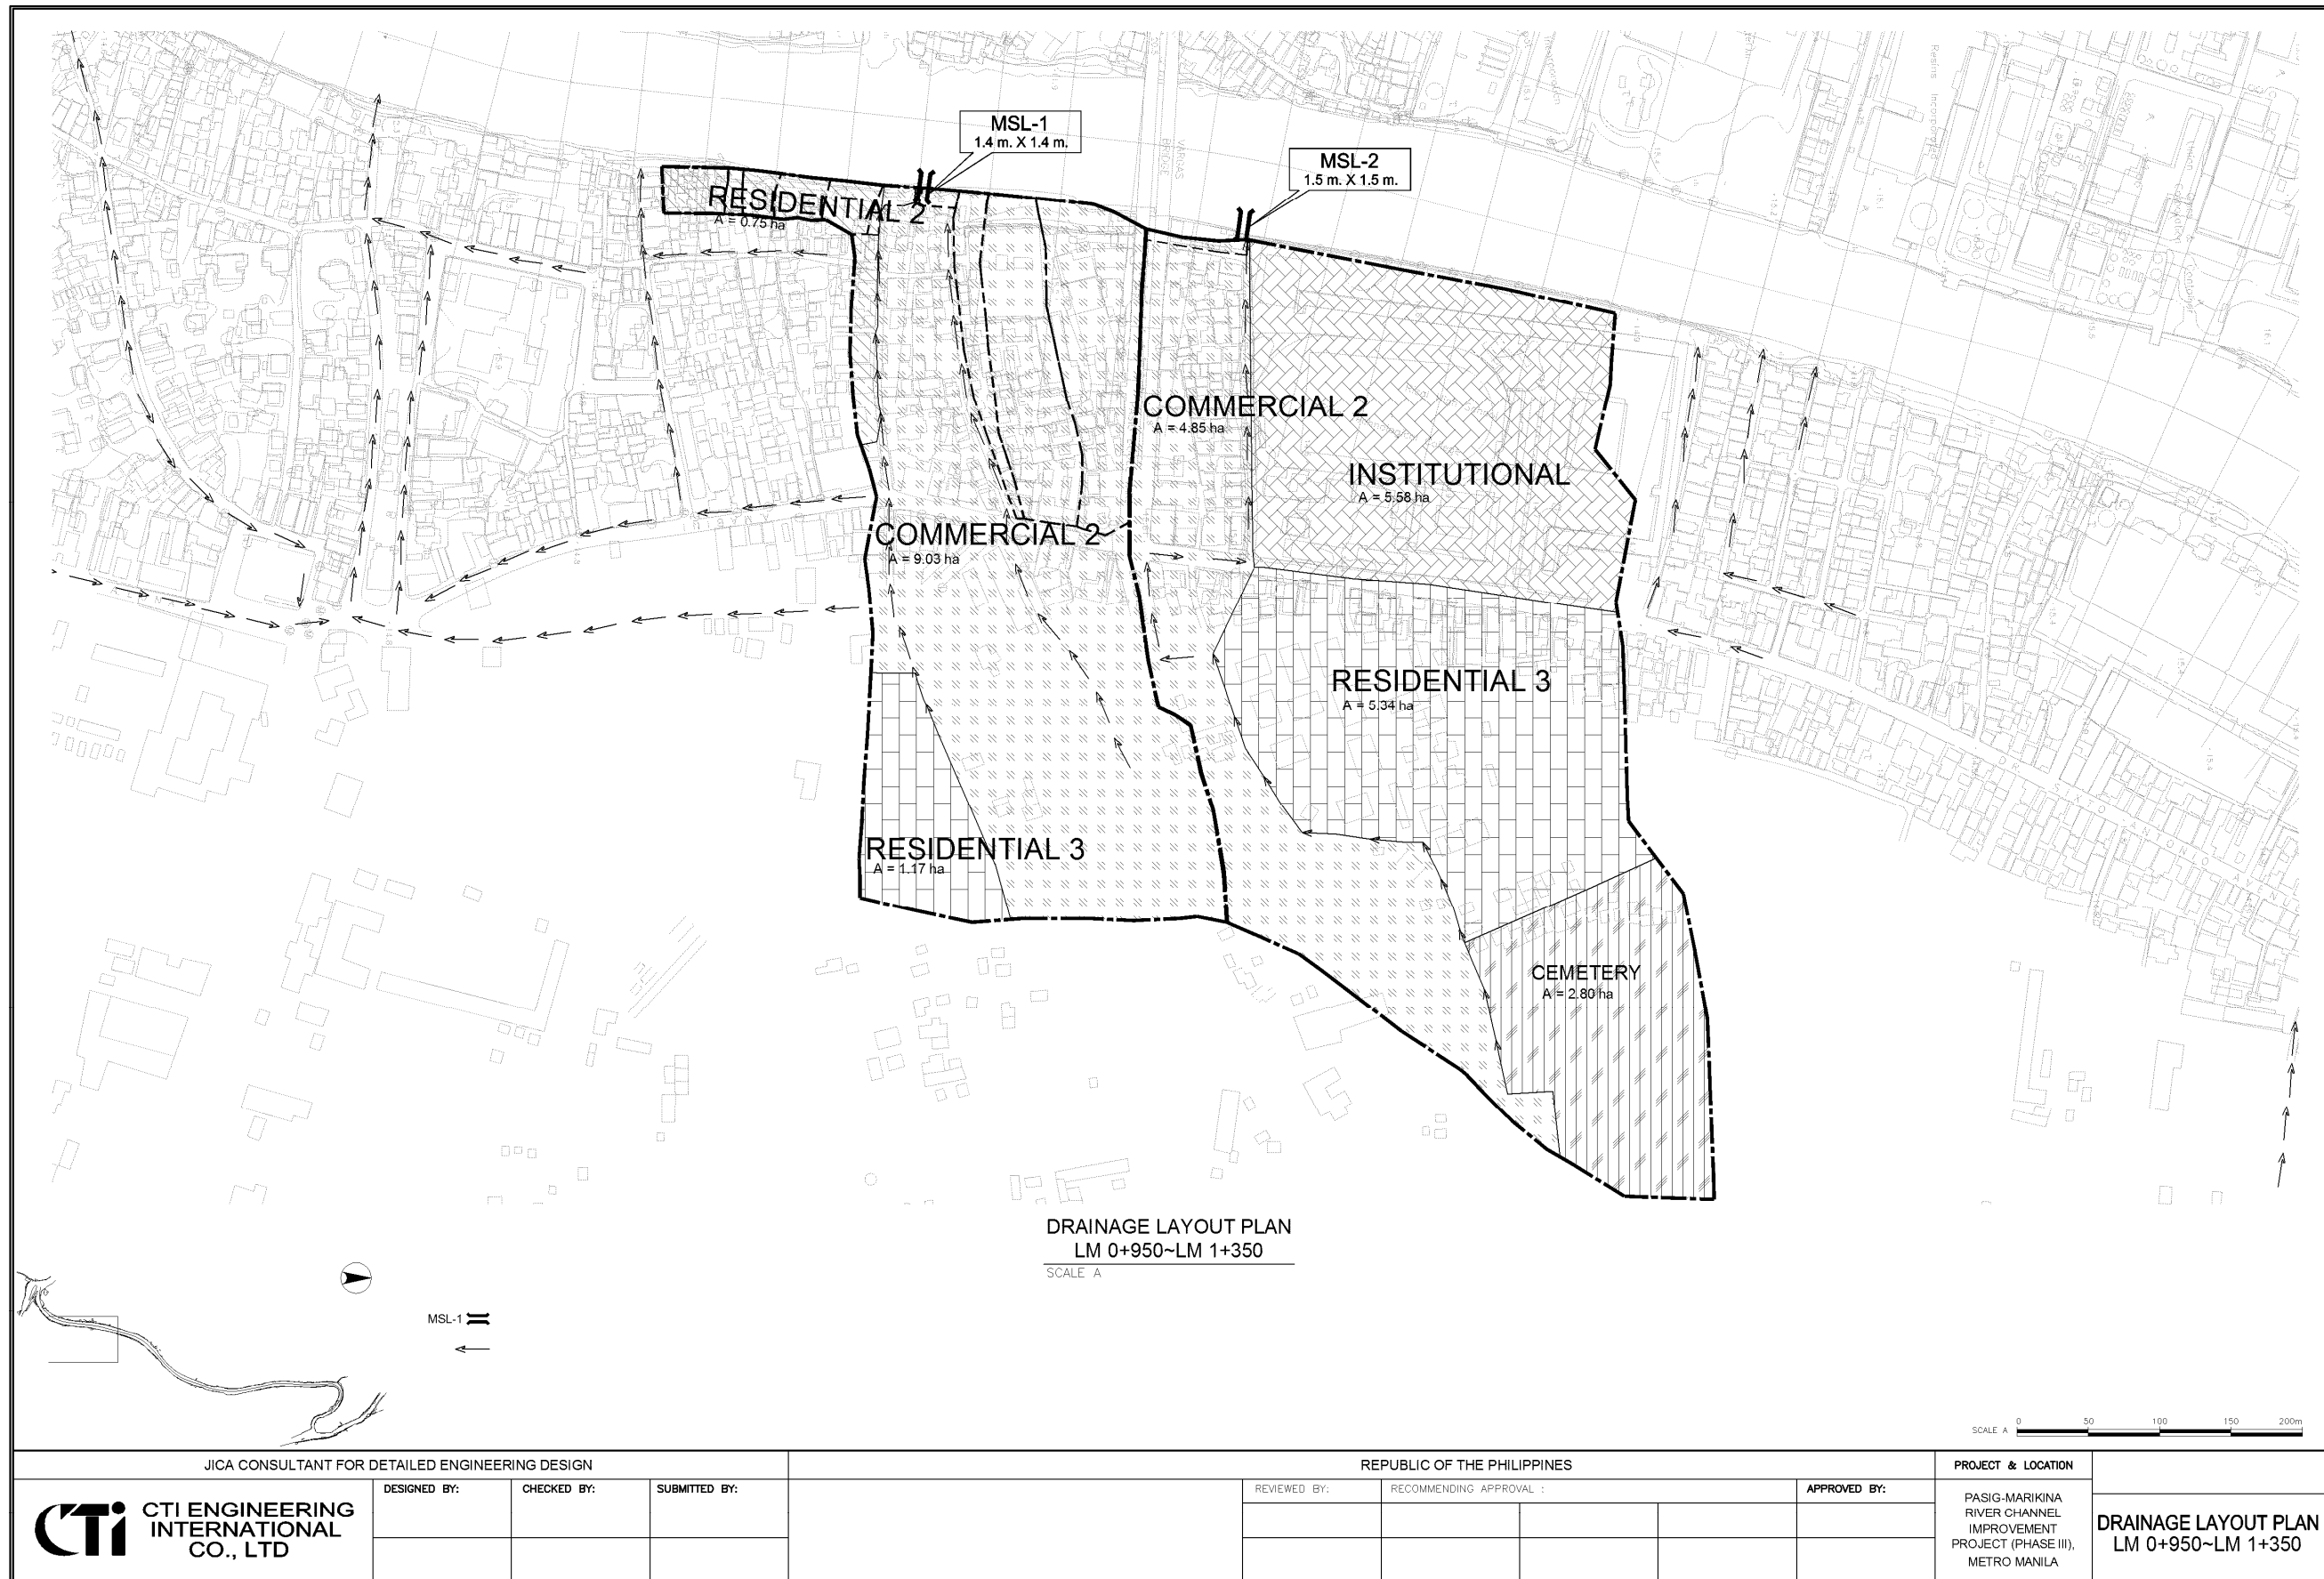 MSL-1
1.4 m. X 1.4 m.
MSL-2
1.5 m. X 1.5 m.
VARGAS
BRIDGE
Resins Incorporated
RESIDENTIAL 2
A = 0.75 ha
COMMERCIAL 2
A = 4.85 ha
INSTITUTIONAL
A = 5.58 ha
COMMERCIAL 2
A = 9.03 ha
RESIDENTIAL 3
A = 5.34 ha
RESIDENTIAL 3
A = 1.17 ha
CEMETERY
A = 2.80 ha
DRAINAGE LAYOUT PLAN
LM 0+950~LM 1+350
SCALE A
MSL-1
SCALE A
0 50 100 150 200m
JICA CONSULTANT FOR DETAILED ENGINEERING DESIGN
CTi
CTI ENGINEERING
INTERNATIONAL
CO., LTD
DESIGNED BY:
CHECKED BY:
SUBMITTED BY:
REPUBLIC OF THE PHILIPPINES
REVIEWED BY:
RECOMMENDING APPROVAL :
APPROVED BY:
PROJECT & LOCATION
PASIG-MARIKINA
RIVER CHANNEL
IMPROVEMENT
PROJECT (PHASE III),
METRO MANILA
DRAINAGE LAYOUT PLAN
LM 0+950~LM 1+350